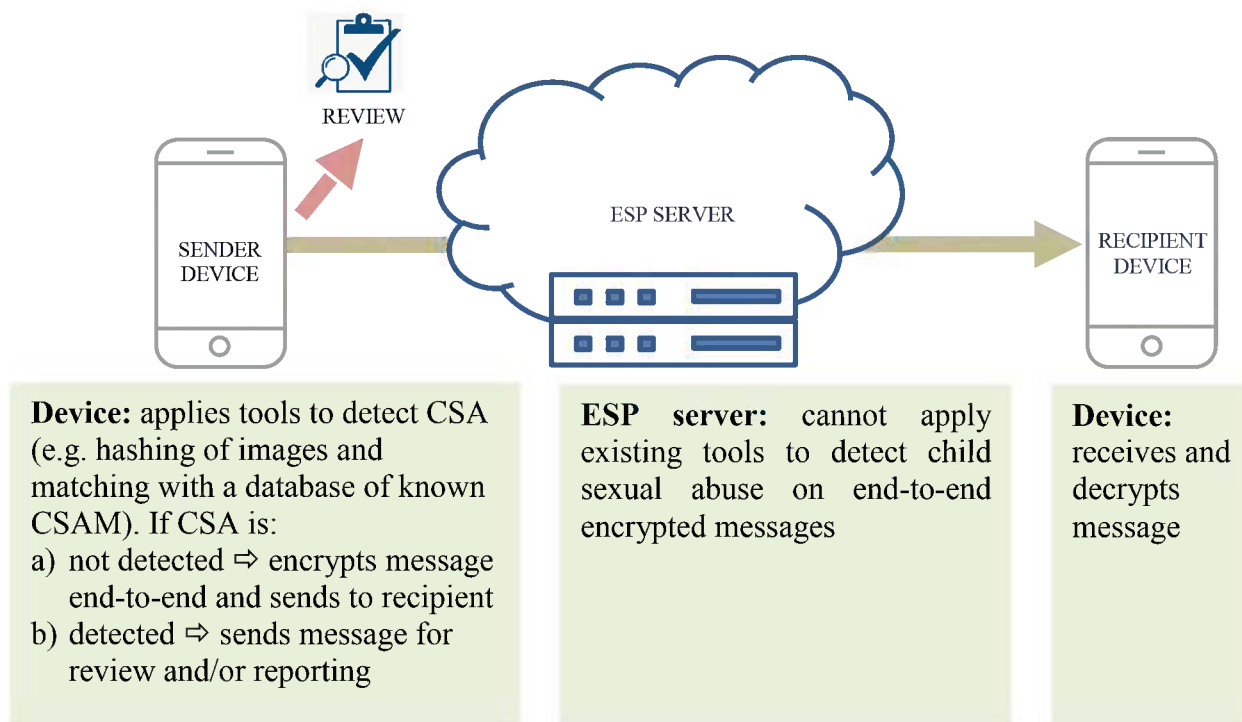 REVIEW
SENDER
DEVICE
ESP SERVER
RECIPIENT
DEVICE
Device: applies tools to detect CSA
(e.g. hashing of images and
matching with a database of known
CSAM). If CSA is:
a) not detected ⇨ encrypts message
end-to-end and sends to recipient
b) detected ⇨ sends message for
review and/or reporting
ESP server: cannot apply
existing tools to detect child
sexual abuse on end-to-end
encrypted messages
Device:
receives and
decrypts
message